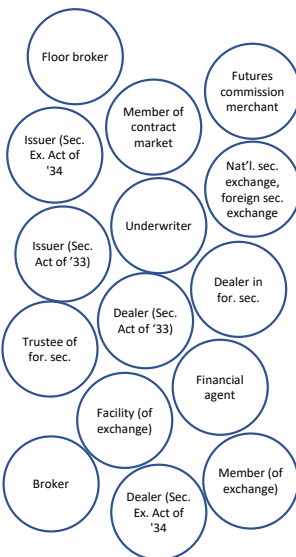 Floor broker
Futures
commission
merchant
Member of
contract
market
Issuer (Sec.
Ex. Act of
'34
Nat’l. sec.
exchange,
foreign sec.
exchange
Underwriter
Issuer (Sec.
Act of ’33)
Dealer in
for. sec.
Dealer (Sec.
Act of ‘33)
Trustee of
for. sec.
Financial
agent
Facility (of
exchange)
Broker
Member (of
exchange)
Dealer (Sec.
Ex. Act of
'34